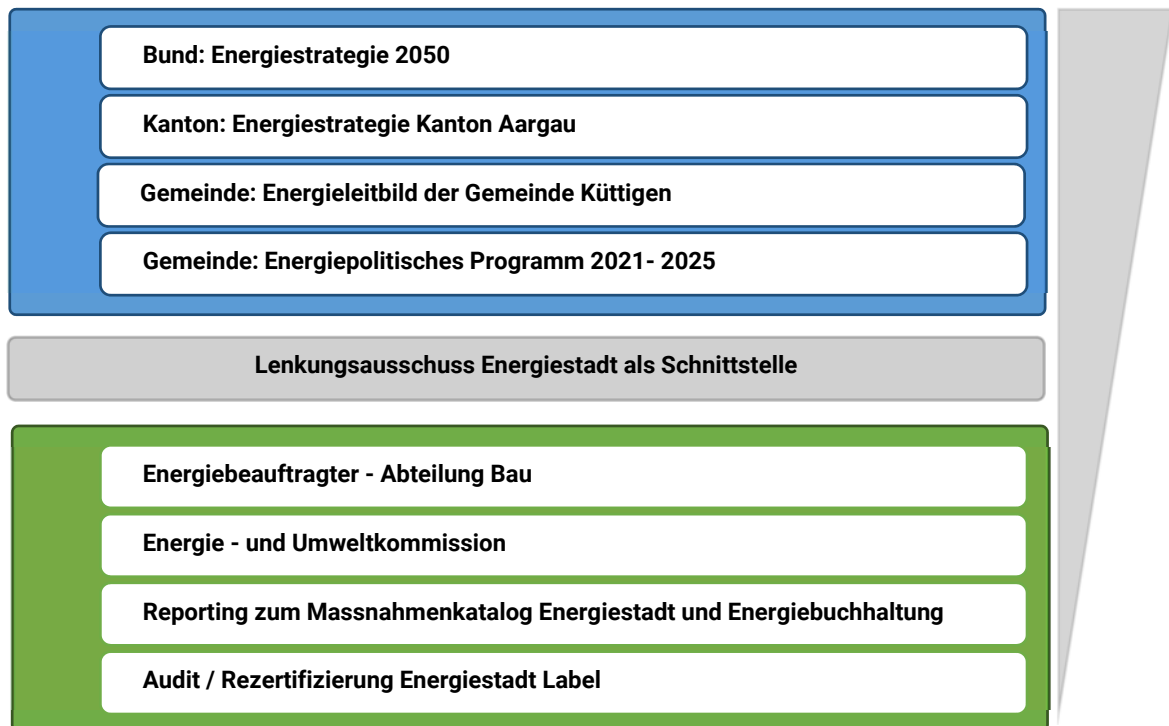 Bund: Energiestrategie 2050
Kanton: Energiestrategie Kanton Aargau
Gemeinde: Energieleitbild der Gemeinde Küttigen
Gemeinde: Energiepolitisches Programm 2021- 2025
Lenkungsausschuss Energiestadt als Schnittstelle
Energiebeauftragter - Abteilung Bau
Energie - und Umweltkommission
Reporting zum Massnahmenkatalog Energiestadt und Energiebuchhaltung
Audit / Rezertifizierung Energiestadt Label